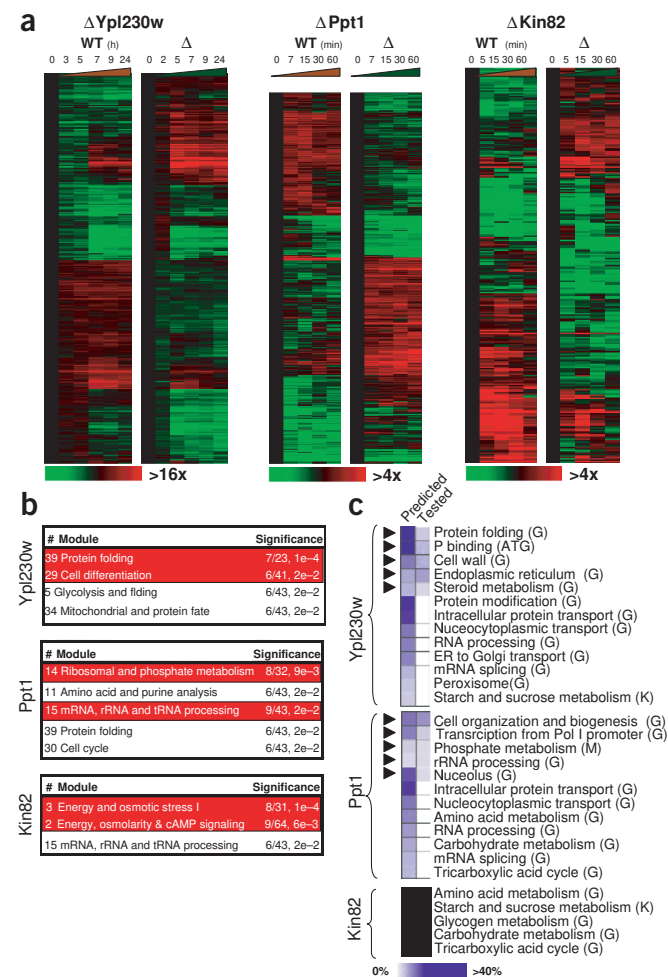 a
ΔYpl230w
ΔPpt1
ΔKin82
WT (h)
Δ
WT (min)
Δ
WT (min)
Δ
0 3 5 7 9 24
0 2 5 7 9 24
0 7 15 30 60
0 7 15 30 60
0 5 15 30 60
0 5 15 30 60
>16x
>4x
>4x
b
Ypl230w
# Module Significance
39 Protein folding 7/23, 1e–4
29 Cell differentiation 6/41, 2e–2
5 Glycolysis and flding 6/43, 2e–2
34 Mitochondrial and protein fate 6/43, 2e–2
Ppt1
# Module Significance
14 Ribosomal and phosphate metabolism 8/32, 9e–3
11 Amino acid and purine analysis 6/43, 2e–2
15 mRNA, rRNA and tRNA processing 9/43, 2e–2
39 Protein folding 6/43, 2e–2
30 Cell cycle 6/43, 2e–2
Kin82
# Module Significance
3 Energy and osmotic stress I 8/31, 1e–4
2 Energy, osmolarity & cAMP signaling 9/64, 6e–3
15 mRNA, rRNA and tRNA processing 6/43, 2e–2
c
Predicted
Tested
Ypl230w
Protein folding (G)
P binding (ATG)
Cell wall (G)
Endoplasmic reticulum (G)
Steroid metabolism (G)
Protein modification (G)
Intracellular protein transport (G)
Nuceocytoplasmic transport (G)
RNA processing (G)
ER to Golgi transport (G)
mRNA splicing (G)
Peroxisome(G)
Starch and sucrose metabolism (K)
Ppt1
Cell organization and biogenesis (G)
Transcription from Pol I promoter (G)
Phosphate metabolism (M)
rRNA processing (G)
Nucleolus (G)
Intracellular protein transport (G)
Nucleocytoplasmic transport (G)
Amino acid metabolism (G)
RNA processing (G)
Carbohydrate metabolism (G)
mRNA splicing (G)
Tricarboxylic acid cycle (G)
Kin82
Amino acid metabolism (G)
Starch and sucrose metabolism (K)
Glycogen metabolism (G)
Carbohydrate metabolism (G)
Tricarboxylic acid cycle (G)
0% >40%